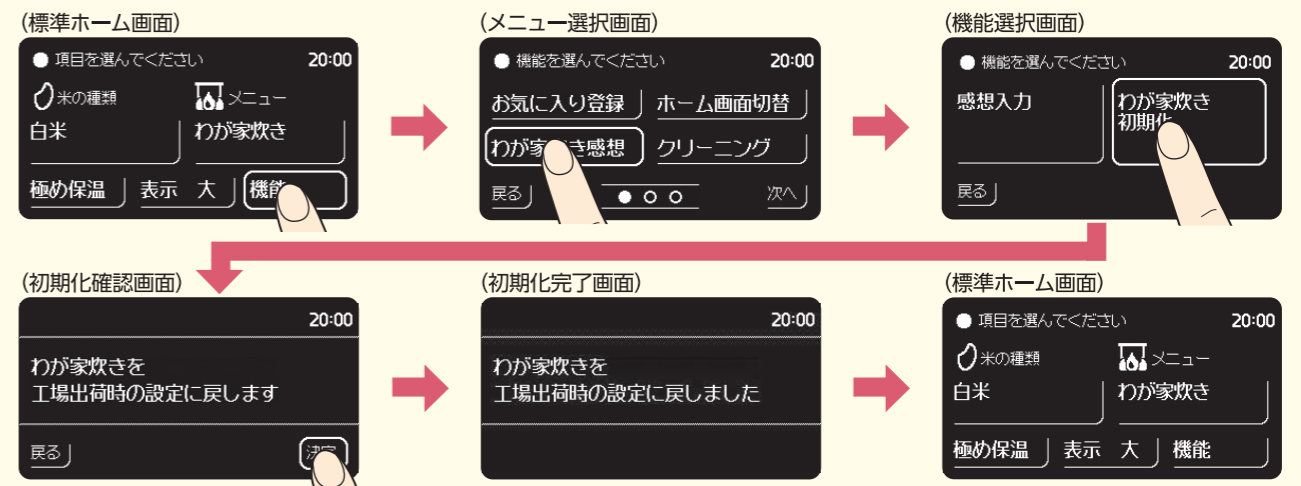 (標準ホーム画面)
● 項目を選んでください 20:00
米の種類 メニュー
白米 わが家炊き
極め保温 表示 大
(メニュー選択画面)
● 機能を選んでください 20:00
お気に入り登録 ホーム画面切替
クリーニング
戻る ● ○ ○ 次へ
(機能選択画面)
● 機能を選んでください 20:00
感想入力 わが家炊き
戻る
(初期化確認画面)
20:00
わが家炊きを
工場出荷時の設定に戻します
戻る
(初期化完了画面)
20:00
わが家炊きを
工場出荷時の設定に戻しました
(標準ホーム画面)
● 項目を選んでください 20:00
米の種類 メニュー
白米 わが家炊き
極め保温 表示 大 機能